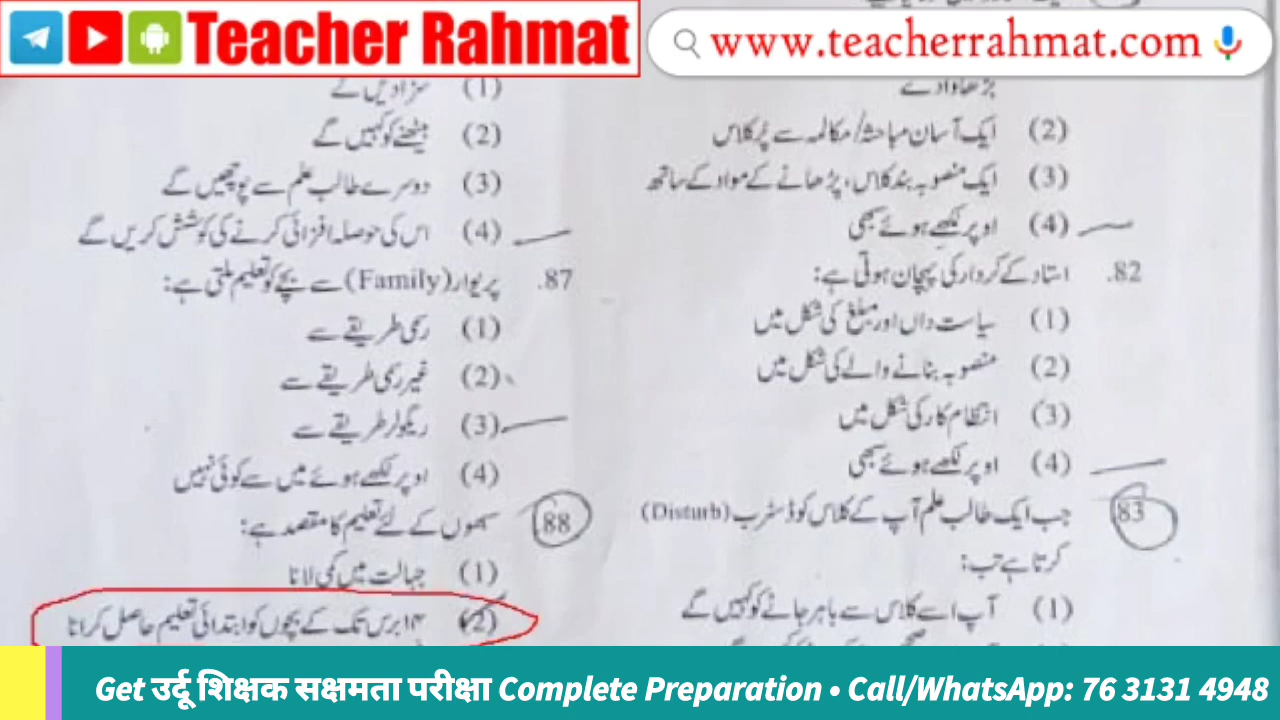 Teacher Rahmat
www.teacherrahmat.com
بڑھاوا دے
(2) ایک آسان مباحثہ/مکالمہ سے پُر کلاس
(3) ایک منصوبہ بند کلاس، پڑھانے کے مواد کے ساتھ
(4) اوپر لکھے ہوئے سبھی
82. استاد کے کردار کی پہچان ہوتی ہے:
(1) سیاست داں اور مبلغ کی شکل میں
(2) منصوبہ بنانے والے کی شکل میں
(3) انتظام کار کی شکل میں
(4) اوپر لکھے ہوئے سبھی
83 جب ایک طالب علم آپ کے کلاس کو ڈسٹرب (Disturb)
کرتا ہے تب:
(1) آپ اسے کلاس سے باہر جانے کو کہیں گے
(1) سزا دیں گے
(2) بیٹھنے کو کہیں گے
(3) دوسرے طالب علم سے پوچھیں گے
(4) اس کی حوصلہ افزائی کرنے کی کوشش کریں گے
87. پریوار (Family) سے بچے کو تعلیم ملتی ہے:
(1) رسمی طریقے سے
(2) غیر رسمی طریقے سے
(3) ریگولر طریقے سے
(4) اوپر لکھے ہوئے میں سے کوئی نہیں
88 سبھوں کے لئے تعلیم کا مقصد ہے:
(1) جہالت میں کمی لانا
(2) ۱۴ برس تک کے بچوں کو ابتدائی تعلیم حاصل کرانا
Get उर्दू शिक्षक सक्षमता परीक्षा Complete Preparation • Call/WhatsApp: 76 3131 4948